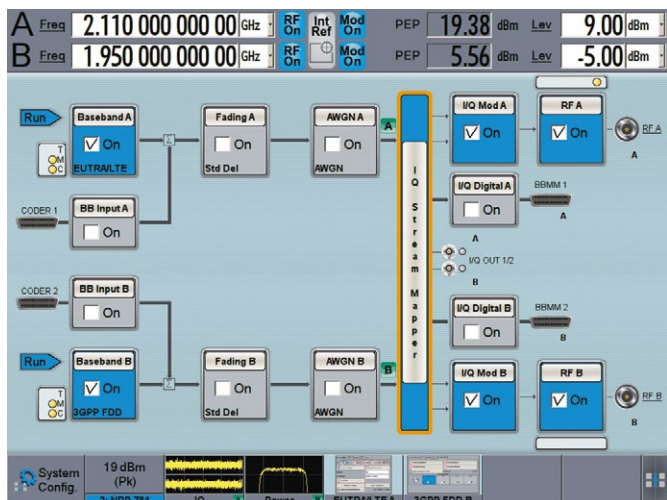 A Freq 2.110 000 000 00 GHz RF On Int Ref Mod On PEP 19.38 dBm Lev 9.00 dBm
B Freq 1.950 000 000 00 GHz RF On Mod On PEP 5.56 dBm Lev -5.00 dBm
Run Baseband A Fading A AWGN A A I/Q Mod A RF A
On On On On On RF A
T M C EUTRA/LTE Std Del AWGN A
CODER 1 BB Input A I/Q Digital A BBMM 1
On On A
A
I/Q Stream Mapper
I/Q OUT 1/2
B
CODER 2 BB Input B I/Q Digital B BBMM 2
On On B
Run Baseband B Fading B AWGN B B I/Q Mod B RF B
On On On On On RF B
T M C 3GPP FDD Std Del AWGN B
System Config. 19 dBm (Pk)